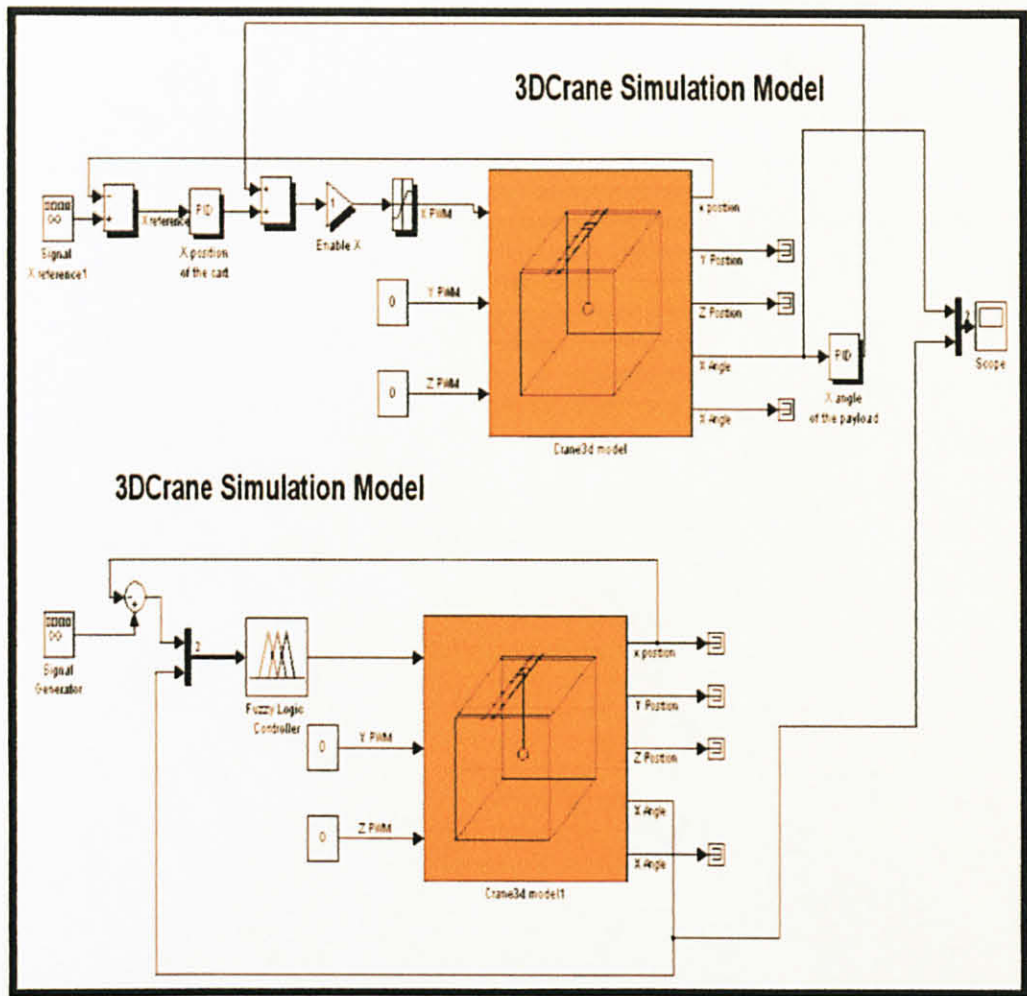 3DCrane Simulation Model
Signal
X reference1
X reference
PID
X position
of the cart
1
Enable X
X PWM
0
Y PWM
0
Z PWM
x position
Y Position
Z Position
X Angle
X Angle
Crane3d model
PID
X angle
of the payload
2
Scope
3DCrane Simulation Model
Signal
Generator
2
Fuzzy Logic
Controller
0
Y PWM
0
Z PWM
x position
Y Position
Z Position
X Angle
X Angle
Crane3d model1